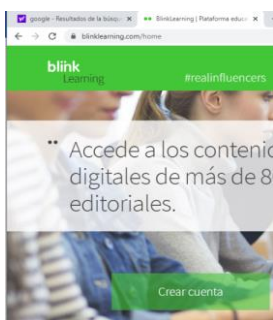 google - Resultados de la búsqu
BlinkLearning | Plataforma educa
blinklearning.com/home
blink
Learning
#realinfluencers
Accede a los contenid
digitales de más de 8
editoriales.
Crear cuenta